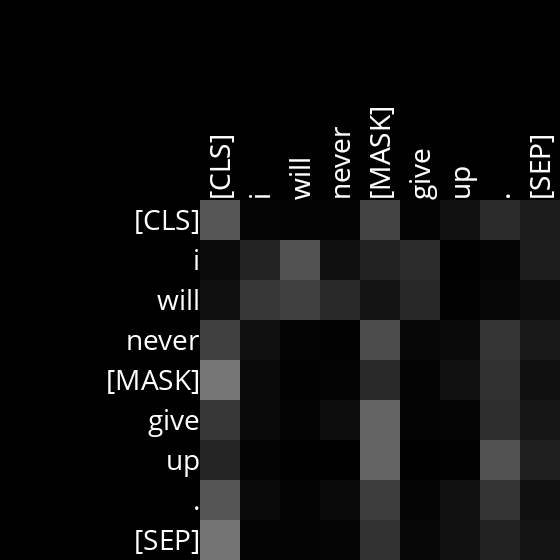 [CLS] i will never [MASK] give up . [SEP]
[CLS]
i
will
never
[MASK]
give
up
.
[SEP]